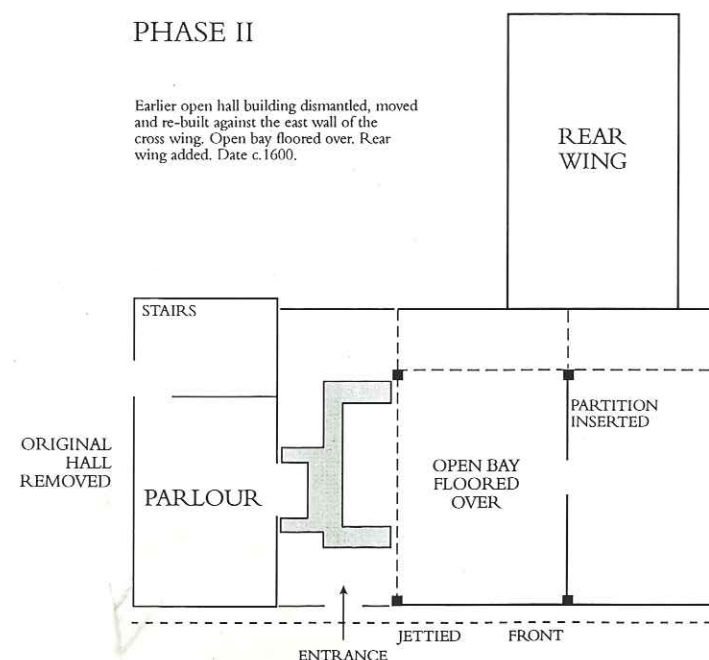 PHASE II
Earlier open hall building dismantled, moved
and re-built against the east wall of the
cross wing. Open bay floored over. Rear
wing added. Date c.1600.
REAR
WING
STAIRS
PARTITION
INSERTED
ORIGINAL
HALL
REMOVED
PARLOUR
OPEN BAY
FLOORED
OVER
JETTIED FRONT
ENTRANCE